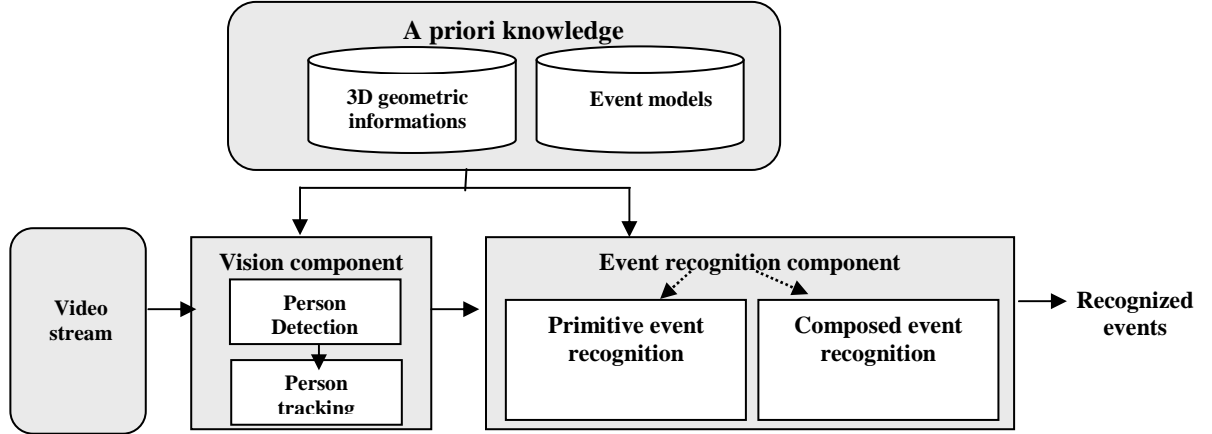 A priori knowledge
3D geometric
informations
Event models
Video
stream
Vision component
Person
Detection
Person
tracking
Event recognition component
Primitive event
recognition
Composed event
recognition
Recognized
events